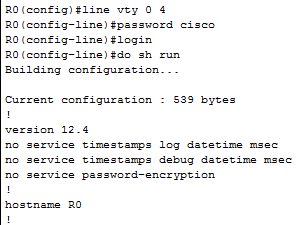 R0(config)#line vty 0 4
R0(config-line)#password cisco
R0(config-line)#login
R0(config-line)#do sh run
Building configuration...

Current configuration : 539 bytes
!
version 12.4
no service timestamps log datetime msec
no service timestamps debug datetime msec
no service password-encryption
!
hostname R0
!